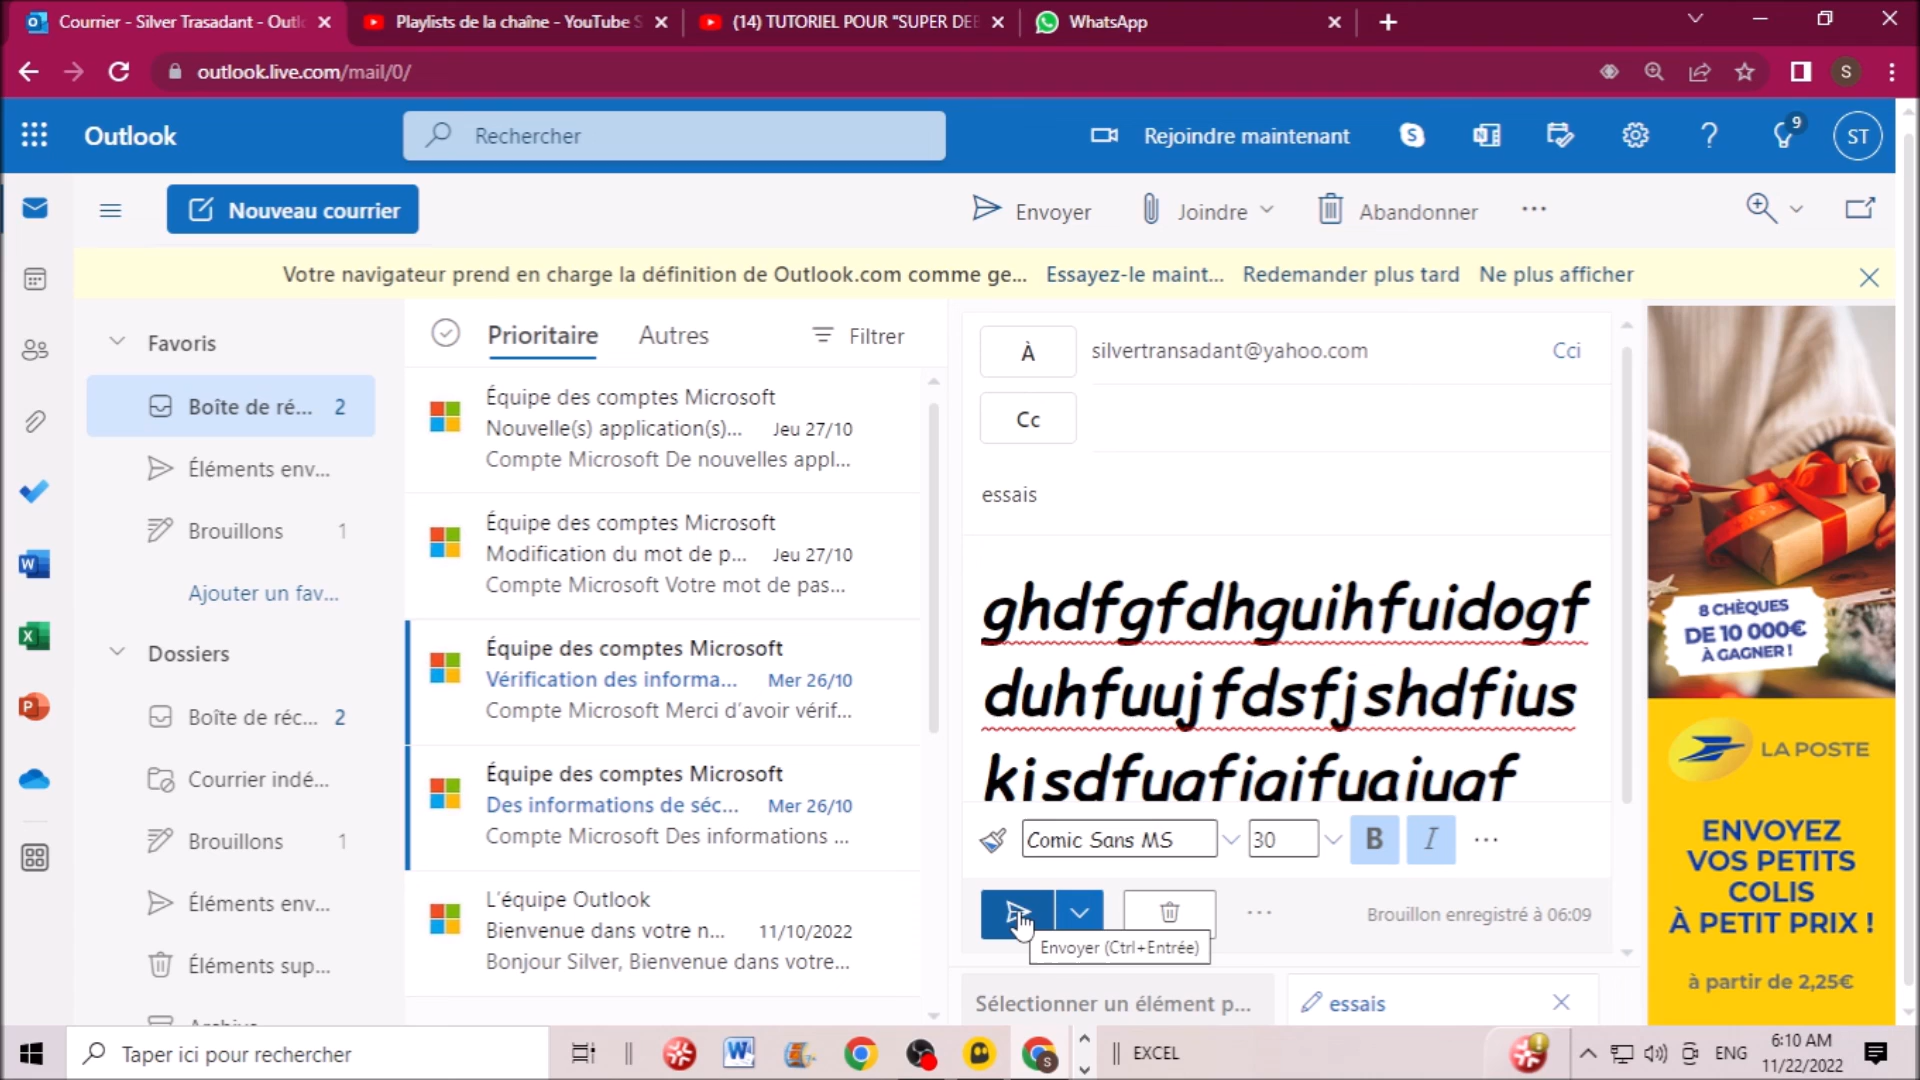 Courrier - Silver Trasadant - Outl
Playlists de la chaîne - YouTube S
(14) TUTORIEL POUR "SUPER DEB
WhatsApp
outlook.live.com/mail/0/
S
Outlook
Rechercher
Rejoindre maintenant
9
ST
Nouveau courrier
Envoyer
Joindre
Abandonner
Votre navigateur prend en charge la définition de Outlook.com comme ge...
Essayez-le maint...
Redemander plus tard
Ne plus afficher
Favoris
Boîte de ré... 2
Éléments env...
Brouillons 1
Ajouter un fav...
Dossiers
Boîte de réc... 2
Courrier indé...
Brouillons 1
Éléments env...
Éléments sup...
Prioritaire
Autres
Filtrer
Équipe des comptes Microsoft
Nouvelle(s) application(s)... Jeu 27/10
Compte Microsoft De nouvelles appl...
Équipe des comptes Microsoft
Modification du mot de p... Jeu 27/10
Compte Microsoft Votre mot de pas...
Équipe des comptes Microsoft
Vérification des informa... Mer 26/10
Compte Microsoft Merci d'avoir vérif...
Équipe des comptes Microsoft
Des informations de séc... Mer 26/10
Compte Microsoft Des informations ...
L'équipe Outlook
Bienvenue dans votre n... 11/10/2022
Bonjour Silver, Bienvenue dans votre...
À
silvertransadant@yahoo.com
Cci
Cc
essais
ghdfgfdhguihfuidogf
duhfuujfdsfjshdfius
Comic Sans MS
30
B
I
Brouillon enregistré à 06:09
Envoyer (Ctrl+Entrée)
Sélectionner un élément p...
essais
8 CHÈQUES
DE 10 000€
À GAGNER !
LA POSTE
ENVOYEZ
VOS PETITS
COLIS
À PETIT PRIX !
à partir de 2,25€
Taper ici pour rechercher
EXCEL
ENG
6:10 AM
11/22/2022